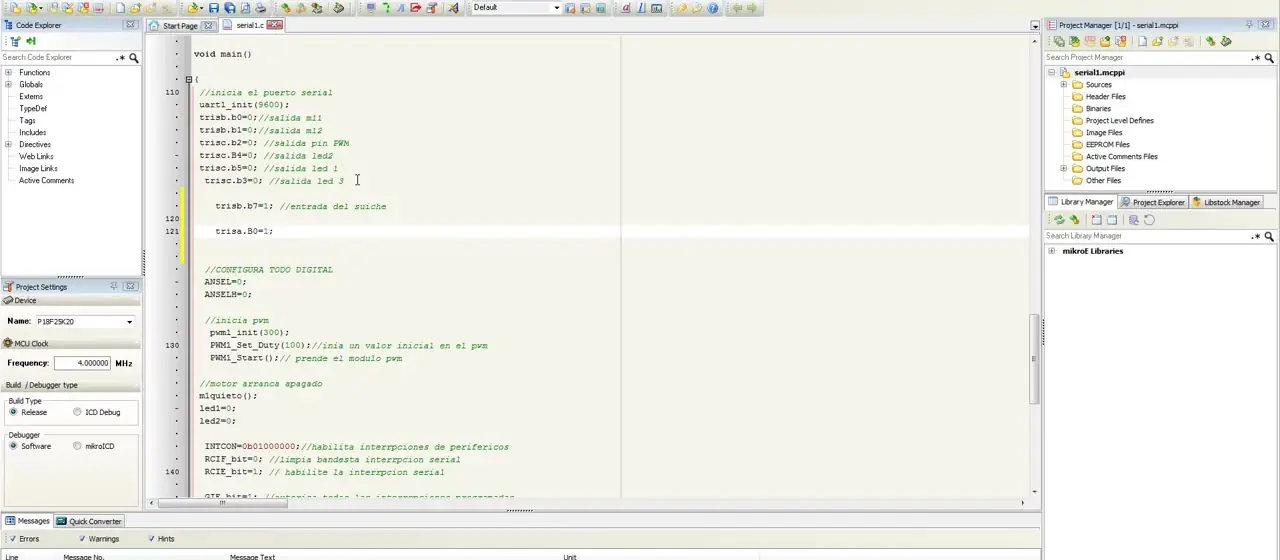 Default
Code Explorer
Start Page
serial1.c
Project Manager [1/1] - serial1.mcppi
Search Code Explorer
Functions
Globals
Externs
TypeDef
Tags
Includes
Directives
Web Links
Image Links
Active Comments
Project Settings
Device
Name:
P18F25K20
MCU Clock
Frequency:
4.000000
MHz
Build / Debugger type
Build Type
Release
ICD Debug
Debugger
Software
mikroICD
void main()
{
110
//inicia el puerto serial
uart1_init(9600);
trisb.b0=0;//salida m11
trisb.b1=0;//salida m12
trisc.b2=0; //salida pin PWM
trisc.B4=0; //salida led2
trisc.b5=0; //salida led 1
trisc.b3=0; //salida led 3
trisb.b7=1; //entrada del suiche
120
121
trisa.B0=1;
//CONFIGURA TODO DIGITAL
ANSEL=0;
ANSELH=0;
//inicia pwm
pwm1_init(300);
130
PWM1_Set_Duty(100);//inia un valor inicial en el pwm
PWM1_Start();// prende el modulo pwm
//motor arranca apagado
m1quieto();
led1=0;
led2=0;
INTCON=0b01000000;//habilita interrpciones de perifericos
RCIF_bit=0; //limpia bandesta interrpcion serial
140
RCIE_bit=1; // habilite la interrpcion serial
Search Project Manager
serial1.mcppi
Sources
Header Files
Binaries
Project Level Defines
Image Files
EEPROM Files
Active Comments Files
Output Files
Other Files
Library Manager
Project Explorer
Libstock Manager
Search Library Manager
mikroE Libraries
Messages
Quick Converter
Errors
Warnings
Hints
Line
Message No.
Message Text
Unit